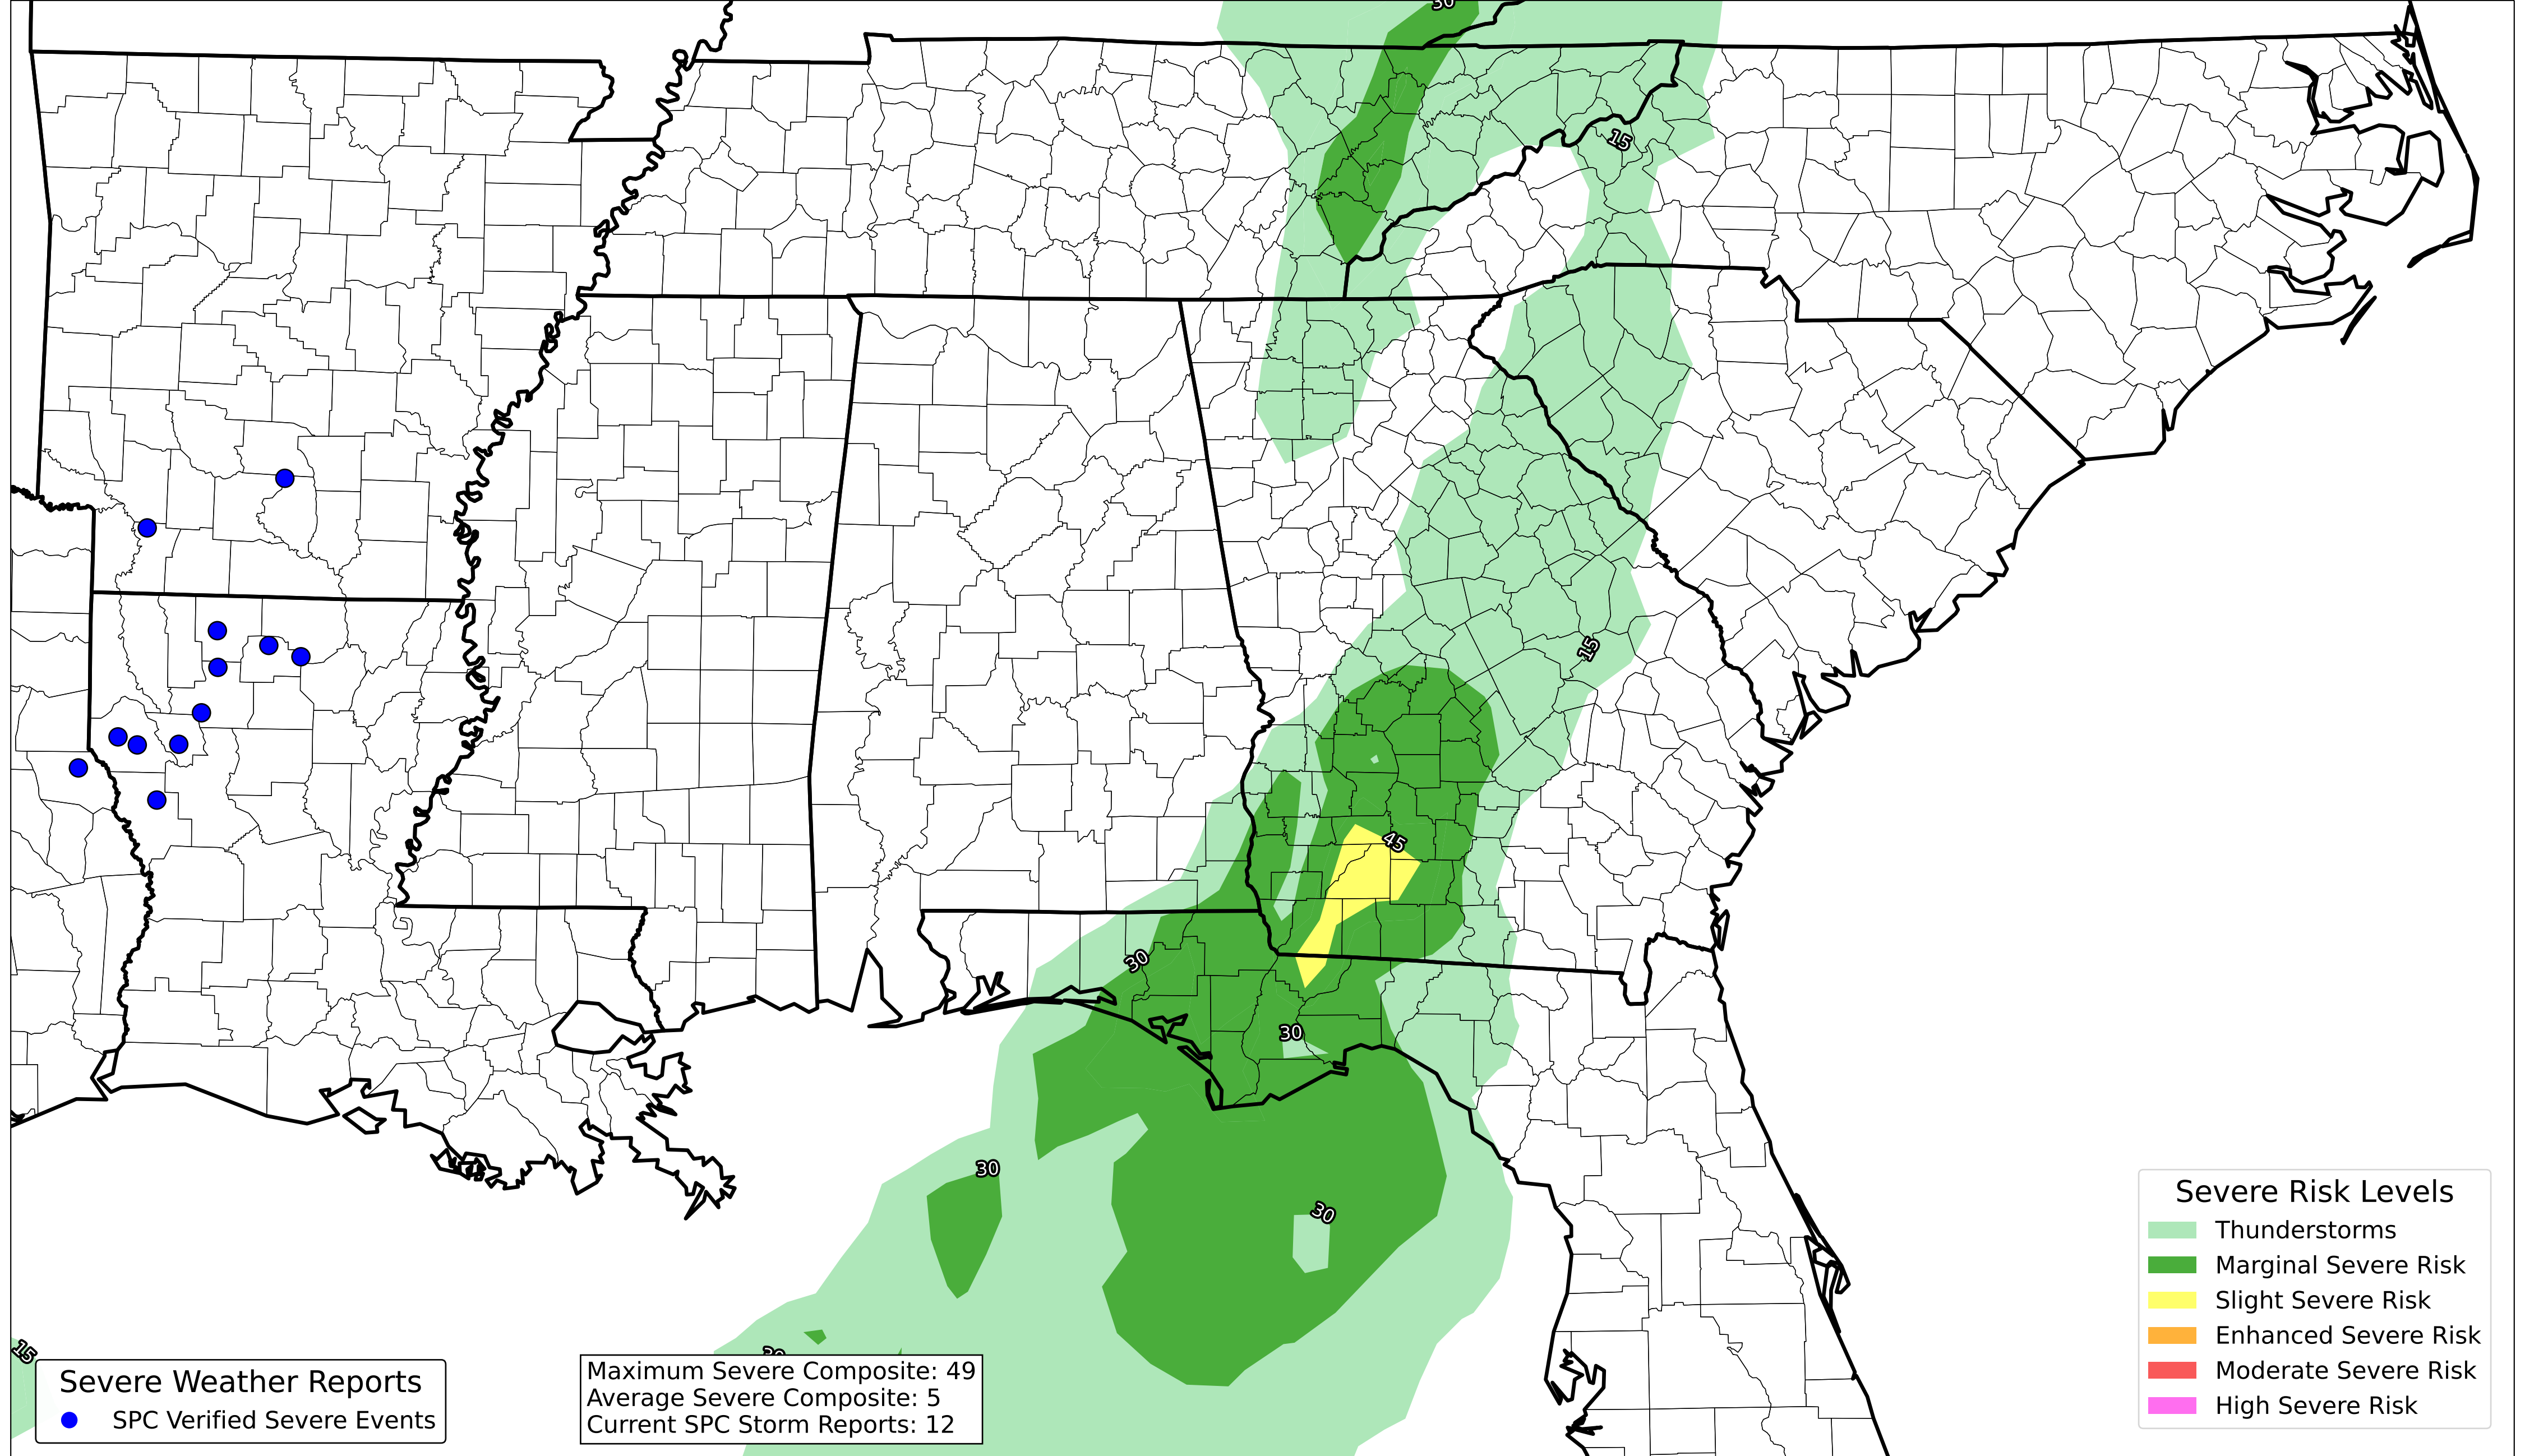 30
15
15
45
30
30
30
30
30
15
Severe Weather Reports
SPC Verified Severe Events
Maximum Severe Composite: 49
Average Severe Composite: 5
Current SPC Storm Reports: 12
Severe Risk Levels
Thunderstorms
Marginal Severe Risk
Slight Severe Risk
Enhanced Severe Risk
Moderate Severe Risk
High Severe Risk